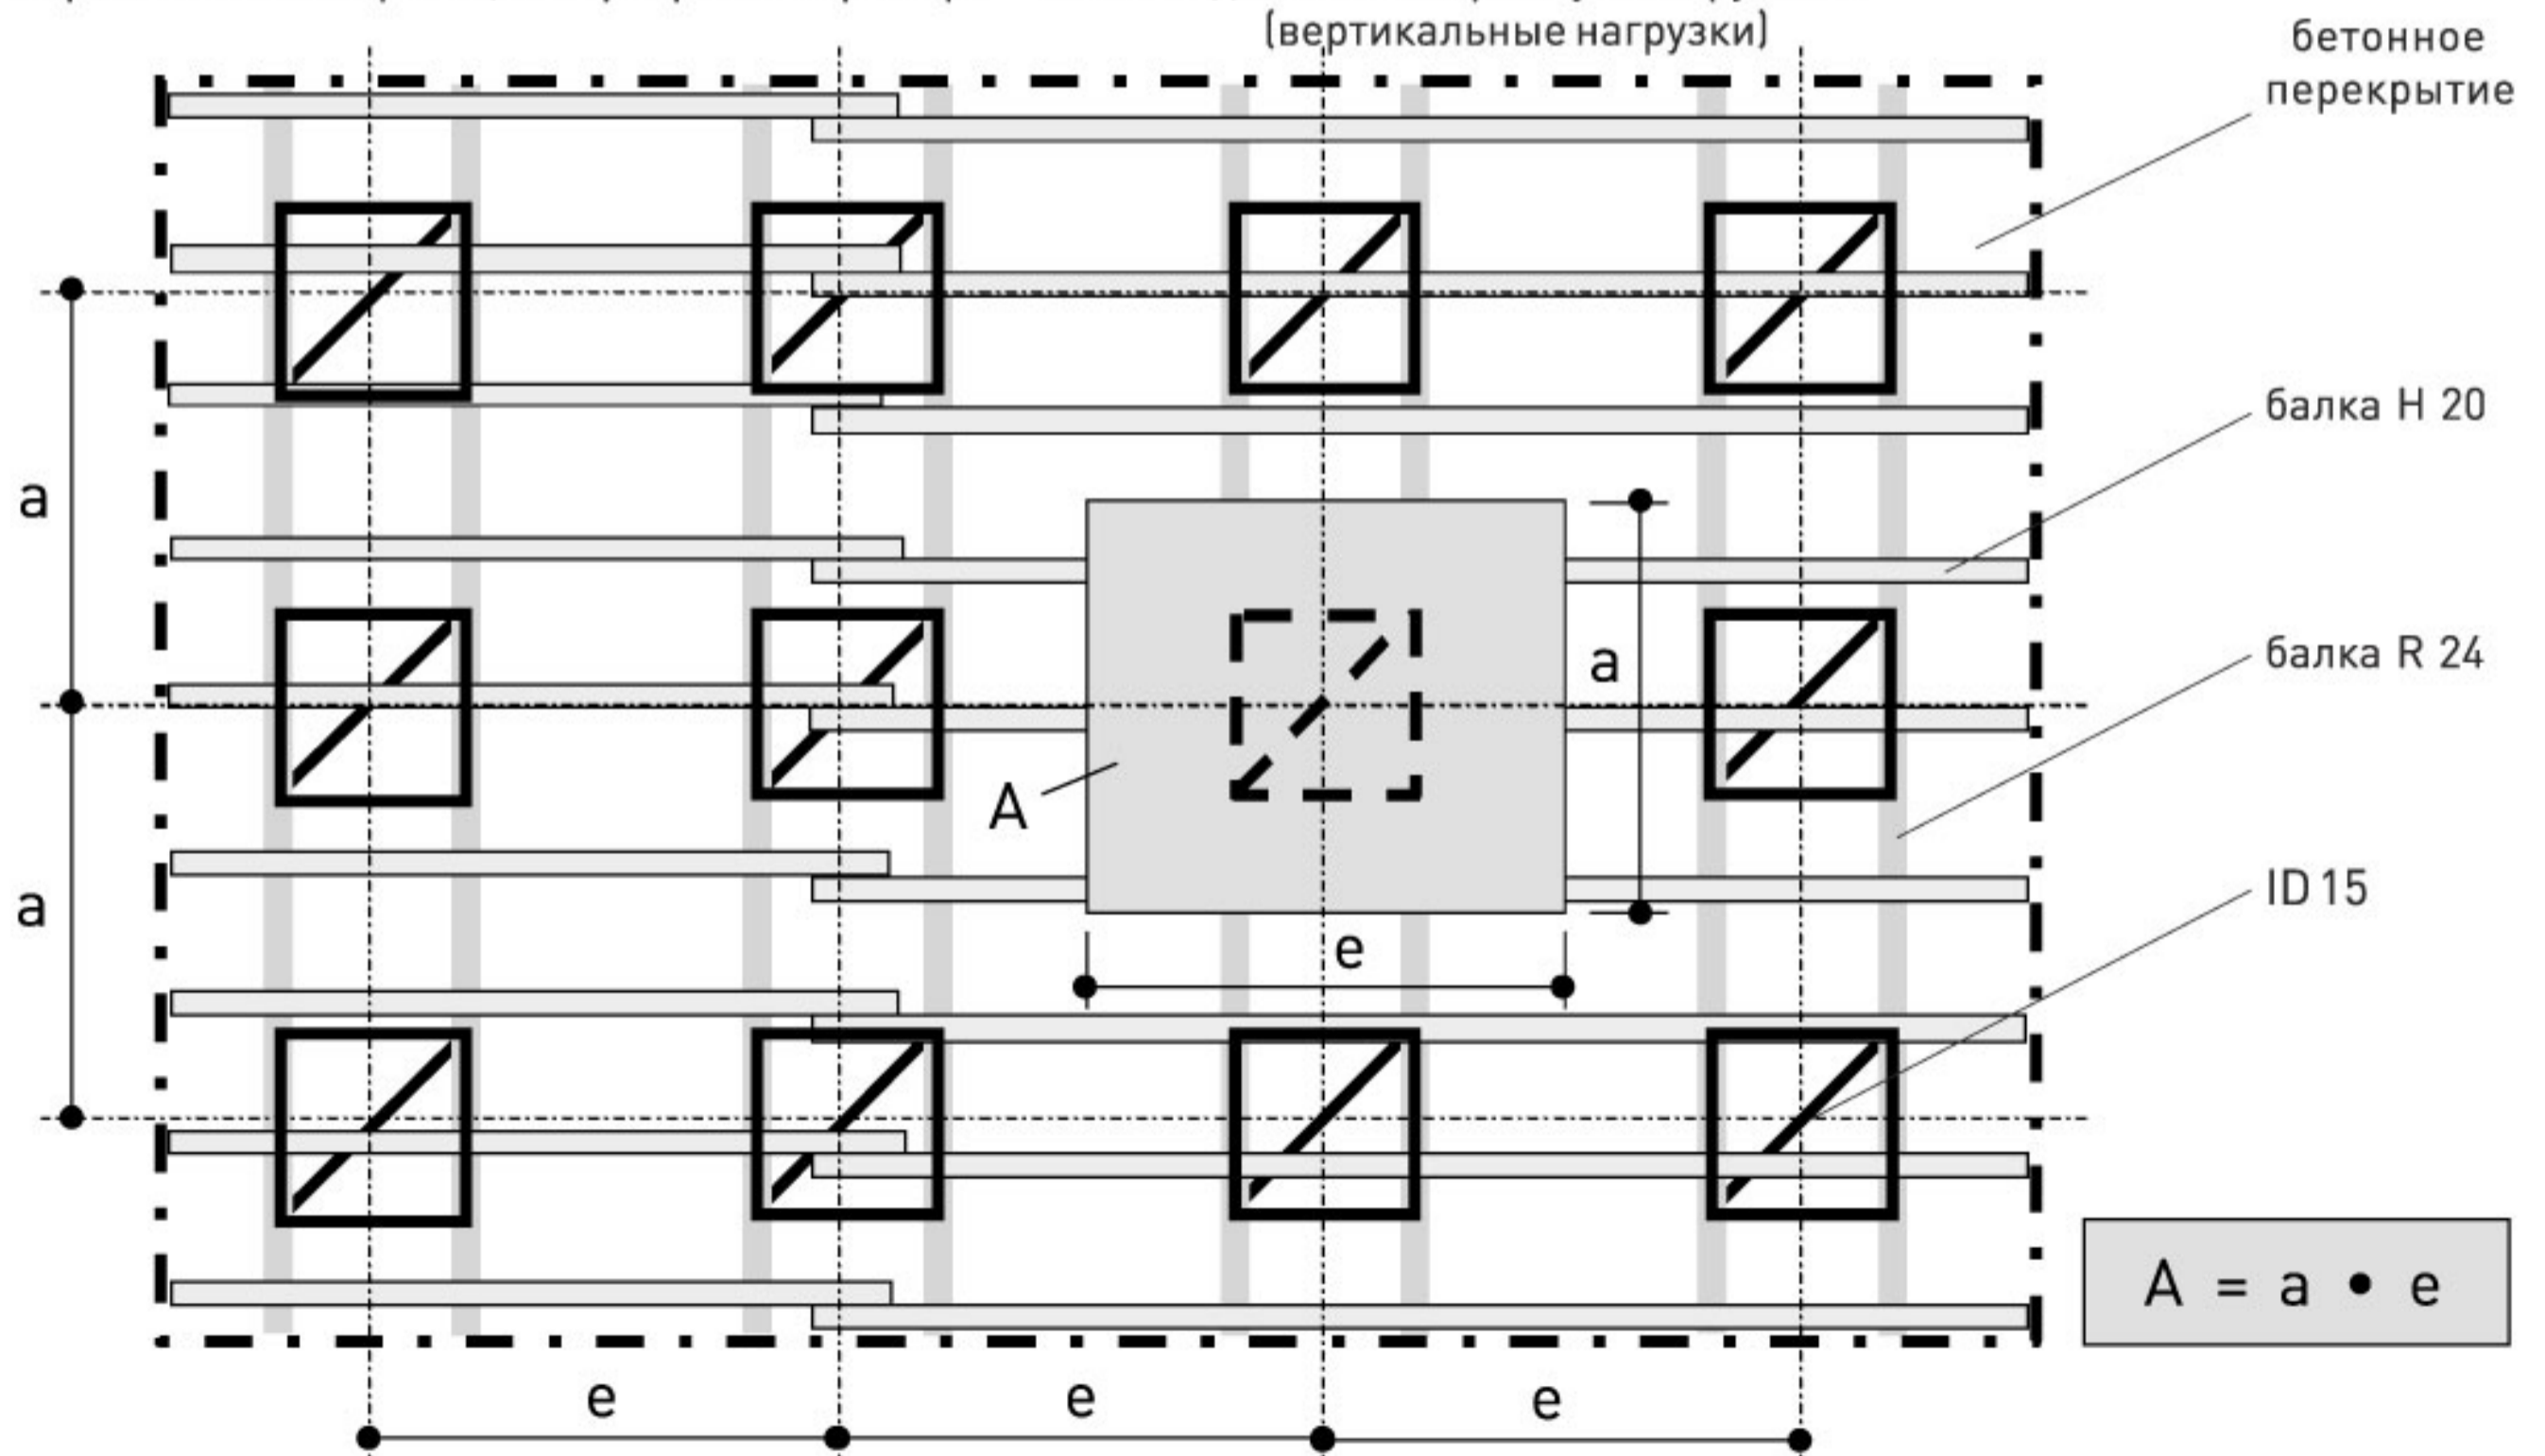 (вертикальные нагрузки)
бетонное
перекрытие
балка H 20
a
a
балка R 24
A
ID 15
a
e
A = a • e
e e e